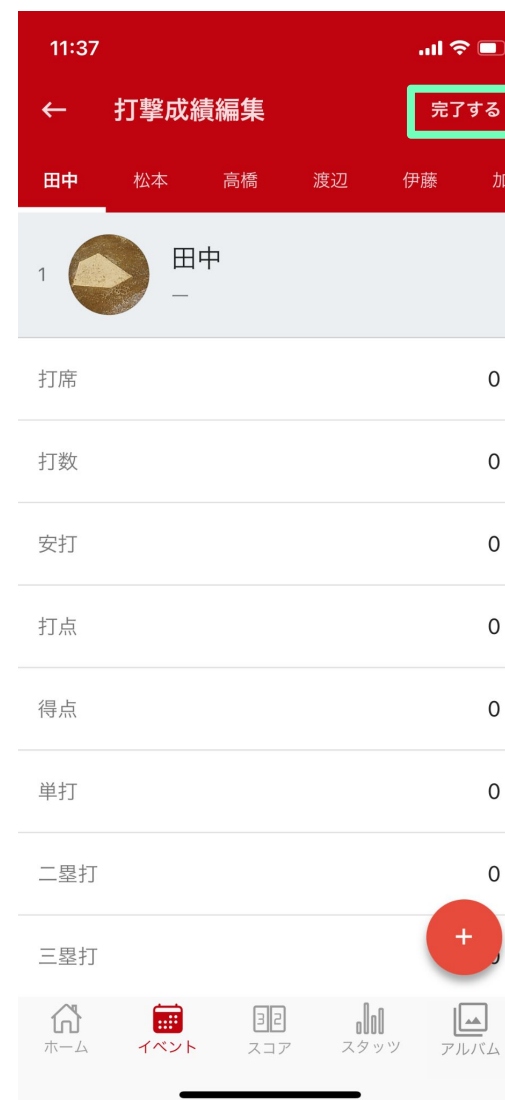 11:37
← 打撃成績編集 完了する
田中 松本 高橋 渡辺 伊藤
1 田中
—
打席 0
打数 0
安打 0
打点 0
得点 0
単打 0
二塁打 0
三塁打
+
ホーム イベント スコア スタッツ アルバム